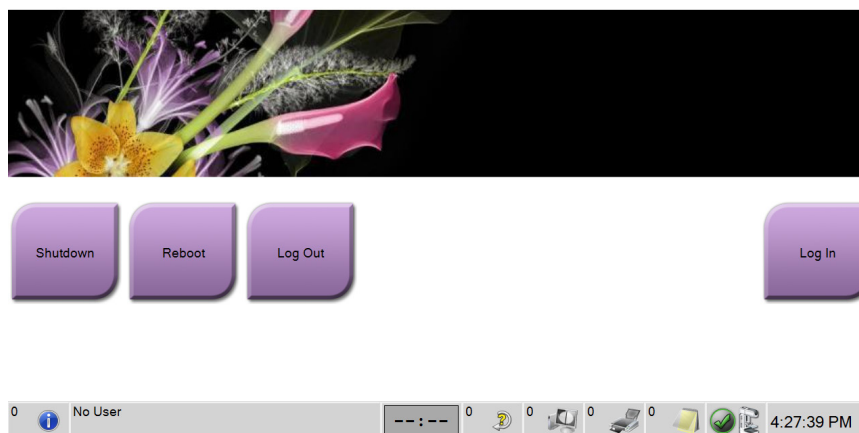 Shutdown
Reboot
Log Out
Log In
0
No User
--:--
0
0
0
0
4:27:39 PM